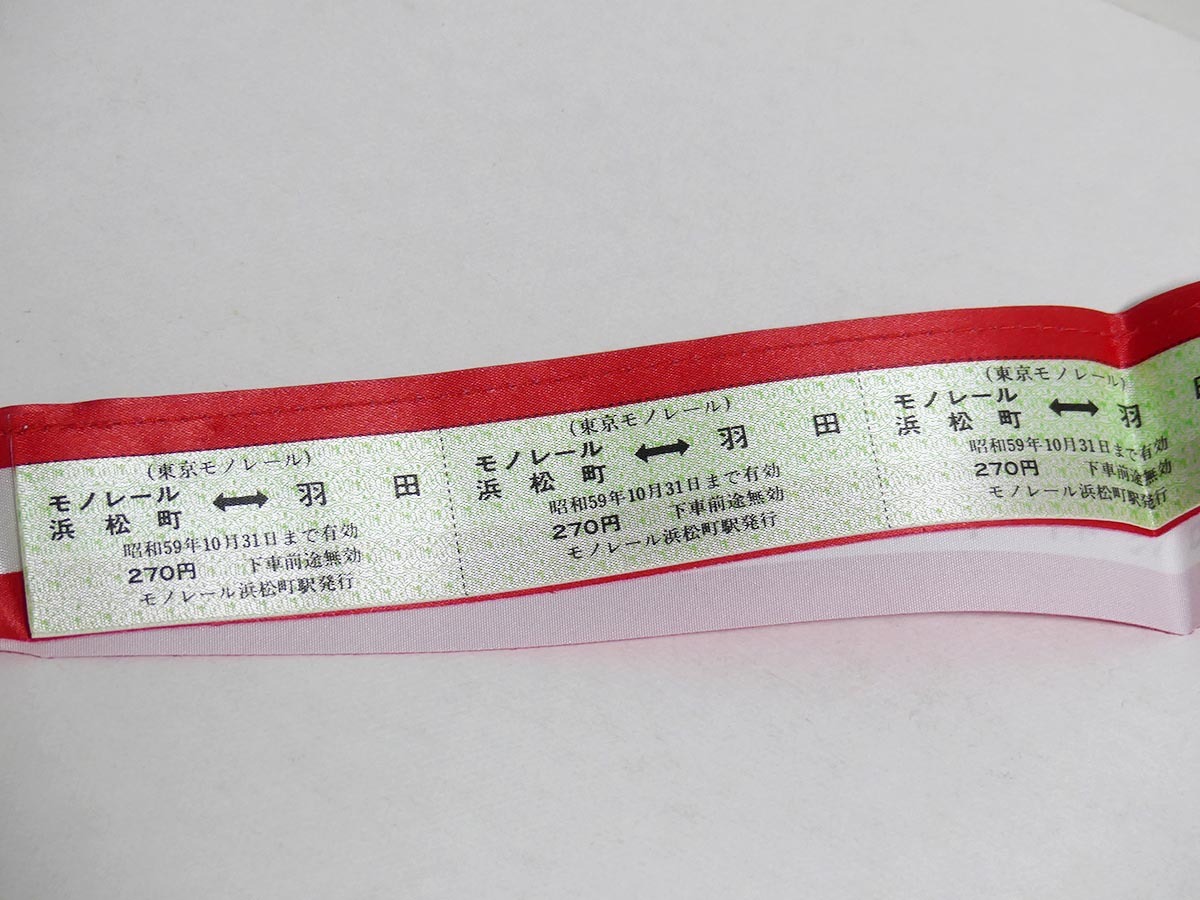 (東京モノレール)
モノレール
浜松町 ⟷ 羽田
昭和59年10月31日まで有効
270円 下車前途無効
モノレール浜松町駅発行
(東京モノレール)
モノレール
浜松町 ⟷ 羽田
昭和59年10月31日まで有効
270円 下車前途無効
モノレール浜松町駅発行
(東京モノレール)
モノレール
浜松町 ⟷ 羽
昭和59年10月31日まで有効
270円 下車前途無効
モノレール浜松町駅発行